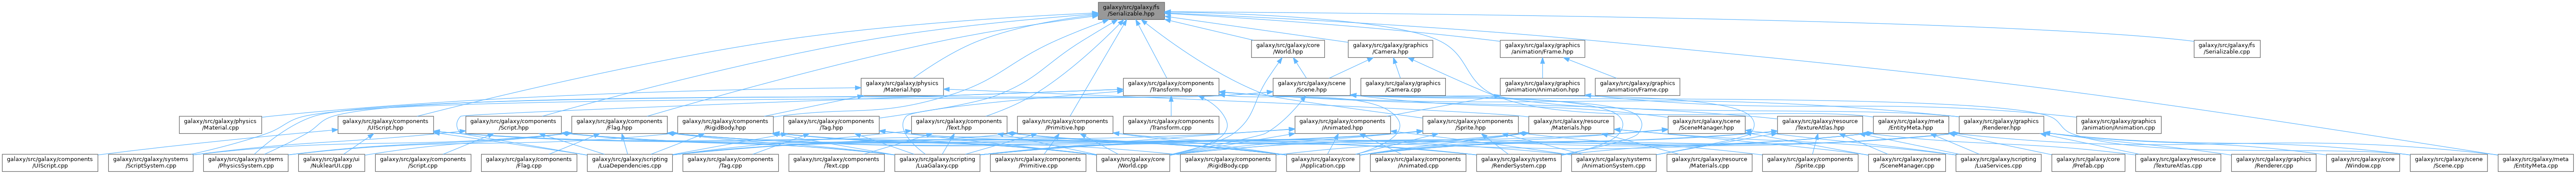 galaxy/src/galaxy/fs
/Serializable.hpp
galaxy/src/galaxy/core
/World.hpp
galaxy/src/galaxy/graphics
/Camera.hpp
galaxy/src/galaxy/graphics
/animation/Frame.hpp
galaxy/src/galaxy/fs
/Serializable.cpp
galaxy/src/galaxy/physics
/Material.hpp
galaxy/src/galaxy/components
/Transform.hpp
galaxy/src/galaxy/scene
/Scene.hpp
galaxy/src/galaxy/graphics
/Camera.cpp
galaxy/src/galaxy/graphics
/animation/Animation.hpp
galaxy/src/galaxy/graphics
/animation/Frame.cpp
galaxy/src/galaxy/physics
/Material.cpp
galaxy/src/galaxy/components
/UIScript.hpp
galaxy/src/galaxy/components
/Script.hpp
galaxy/src/galaxy/components
/Flag.hpp
galaxy/src/galaxy/components
/RigidBody.hpp
galaxy/src/galaxy/components
/Tag.hpp
galaxy/src/galaxy/components
/Text.hpp
galaxy/src/galaxy/components
/Primitive.hpp
galaxy/src/galaxy/components
/Transform.cpp
galaxy/src/galaxy/components
/Animated.hpp
galaxy/src/galaxy/components
/Sprite.hpp
galaxy/src/galaxy/resource
/Materials.hpp
galaxy/src/galaxy/scene
/SceneManager.hpp
galaxy/src/galaxy/resource
/TextureAtlas.hpp
galaxy/src/galaxy/meta
/EntityMeta.hpp
galaxy/src/galaxy/graphics
/Renderer.hpp
galaxy/src/galaxy/graphics
/animation/Animation.cpp
galaxy/src/galaxy/components
/UIScript.cpp
galaxy/src/galaxy/systems
/ScriptSystem.cpp
galaxy/src/galaxy/systems
/PhysicsSystem.cpp
galaxy/src/galaxy/ui
/NuklearUI.cpp
galaxy/src/galaxy/components
/Script.cpp
galaxy/src/galaxy/components
/Flag.cpp
galaxy/src/galaxy/scripting
/LuaDependencies.cpp
galaxy/src/galaxy/components
/Tag.cpp
galaxy/src/galaxy/components
/Text.cpp
galaxy/src/galaxy/scripting
/LuaGalaxy.cpp
galaxy/src/galaxy/components
/Primitive.cpp
galaxy/src/galaxy/core
/World.cpp
galaxy/src/galaxy/components
/RigidBody.cpp
galaxy/src/galaxy/core
/Application.cpp
galaxy/src/galaxy/components
/Animated.cpp
galaxy/src/galaxy/systems
/RenderSystem.cpp
galaxy/src/galaxy/systems
/AnimationSystem.cpp
galaxy/src/galaxy/resource
/Materials.cpp
galaxy/src/galaxy/components
/Sprite.cpp
galaxy/src/galaxy/scene
/SceneManager.cpp
galaxy/src/galaxy/scripting
/LuaServices.cpp
galaxy/src/galaxy/core
/Prefab.cpp
galaxy/src/galaxy/resource
/TextureAtlas.cpp
galaxy/src/galaxy/graphics
/Renderer.cpp
galaxy/src/galaxy/core
/Window.cpp
galaxy/src/galaxy/scene
/Scene.cpp
galaxy/src/galaxy/meta
/EntityMeta.cpp